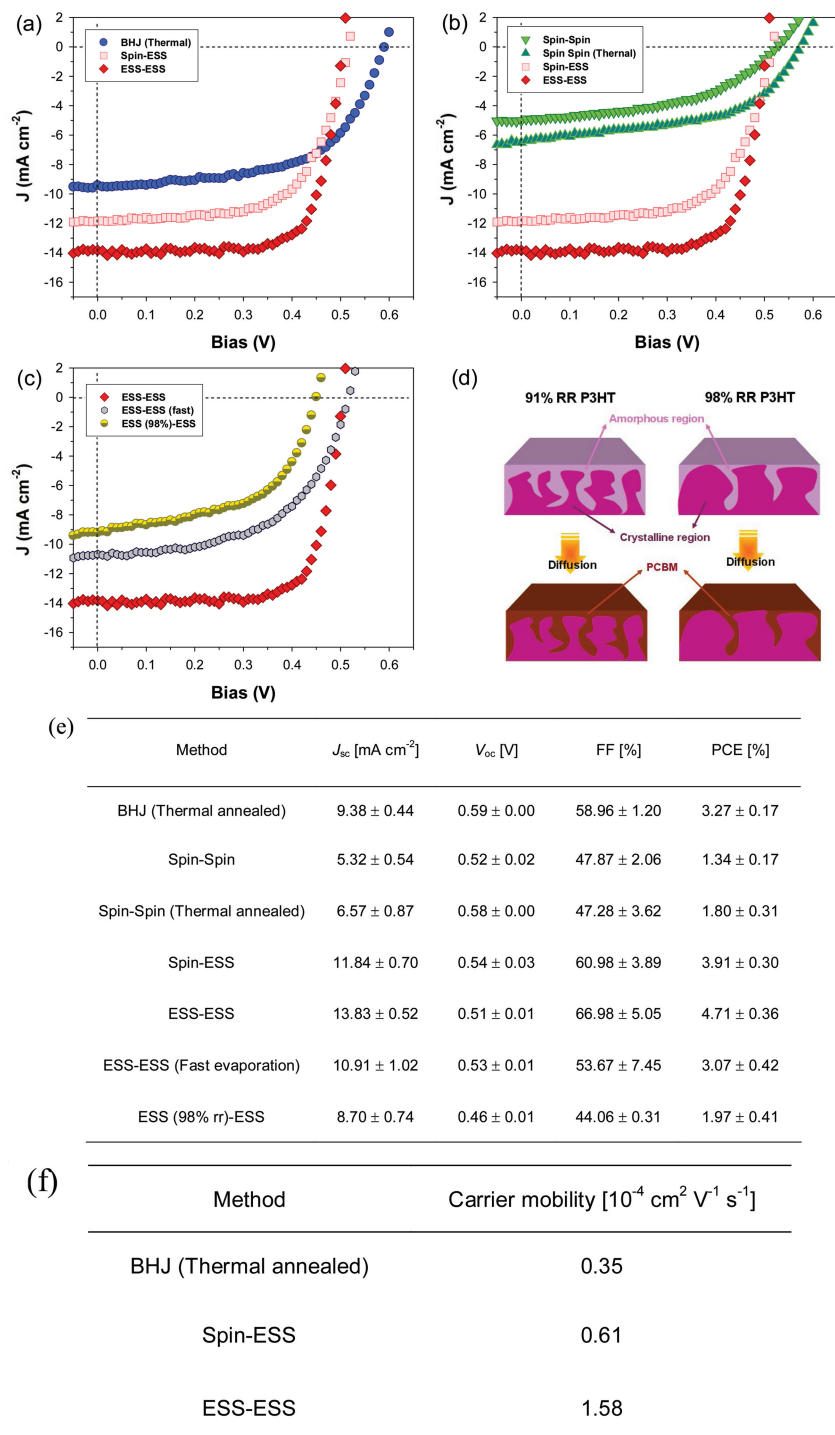 (a)
2
0
-2
-4
-6
-8
-10
-12
-14
-16
J (mA cm-2)
BHJ (Thermal)
Spin-ESS
ESS-ESS
0.0 0.1 0.2 0.3 0.4 0.5 0.6
Bias (V)
(b)
2
0
-2
-4
-6
-8
-10
-12
-14
-16
J (mA cm-2)
Spin-Spin
Spin Spin (Thernal)
Spin-ESS
ESS-ESS
0.0 0.1 0.2 0.3 0.4 0.5 0.6
Bias (V)
(c)
2
0
-2
-4
-6
-8
-10
-12
-14
-16
J (mA cm-2)
ESS-ESS
ESS-ESS (fast)
ESS (98%)-ESS
0.0 0.1 0.2 0.3 0.4 0.5 0.6
Bias (V)
(d)
91% RR P3HT 98% RR P3HT
Amorphous region
Crystalline region
Diffusion Diffusion
PCBM
(e)
Method Jsc [mA cm-2] Voc [V] FF [%] PCE [%]
BHJ (Thermal annealed) 9.38 ± 0.44 0.59 ± 0.00 58.96 ± 1.20 3.27 ± 0.17
Spin-Spin 5.32 ± 0.54 0.52 ± 0.02 47.87 ± 2.06 1.34 ± 0.17
Spin-Spin (Thermal annealed) 6.57 ± 0.87 0.58 ± 0.00 47.28 ± 3.62 1.80 ± 0.31
Spin-ESS 11.84 ± 0.70 0.54 ± 0.03 60.98 ± 3.89 3.91 ± 0.30
ESS-ESS 13.83 ± 0.52 0.51 ± 0.01 66.98 ± 5.05 4.71 ± 0.36
ESS-ESS (Fast evaporation) 10.91 ± 1.02 0.53 ± 0.01 53.67 ± 7.45 3.07 ± 0.42
ESS (98% rr)-ESS 8.70 ± 0.74 0.46 ± 0.01 44.06 ± 0.31 1.97 ± 0.41
(f)
Method Carrier mobility [10-4 cm2 V-1 s-1]
BHJ (Thermal annealed) 0.35
Spin-ESS 0.61
ESS-ESS 1.58